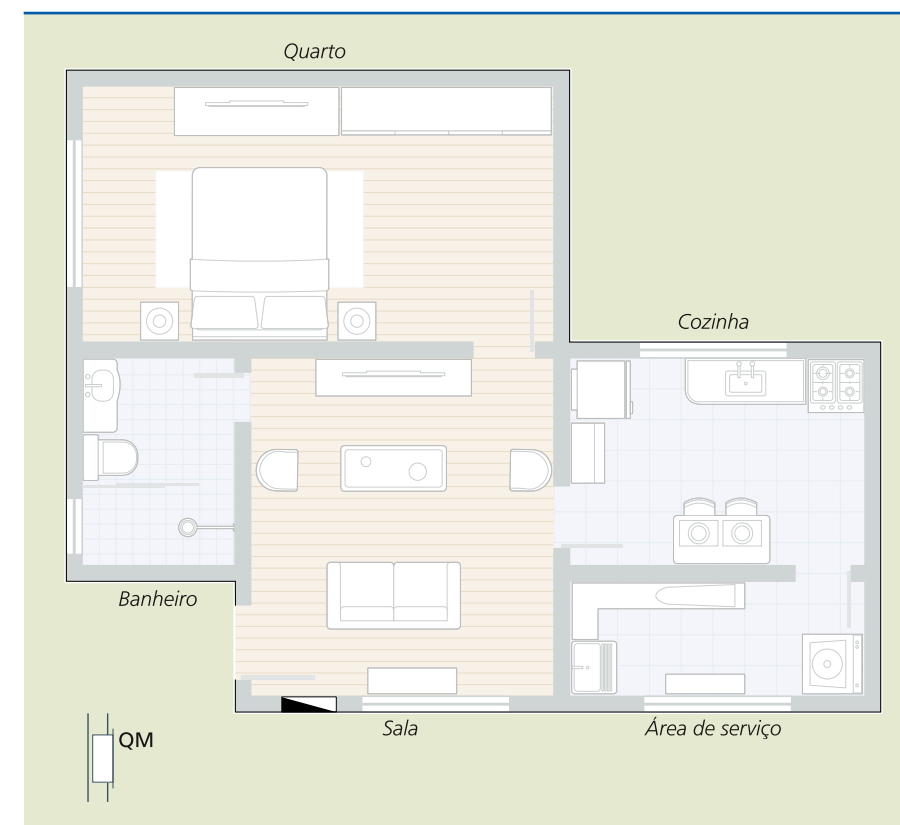 Quarto
Cozinha
Banheiro
Sala
Área de serviço
QM